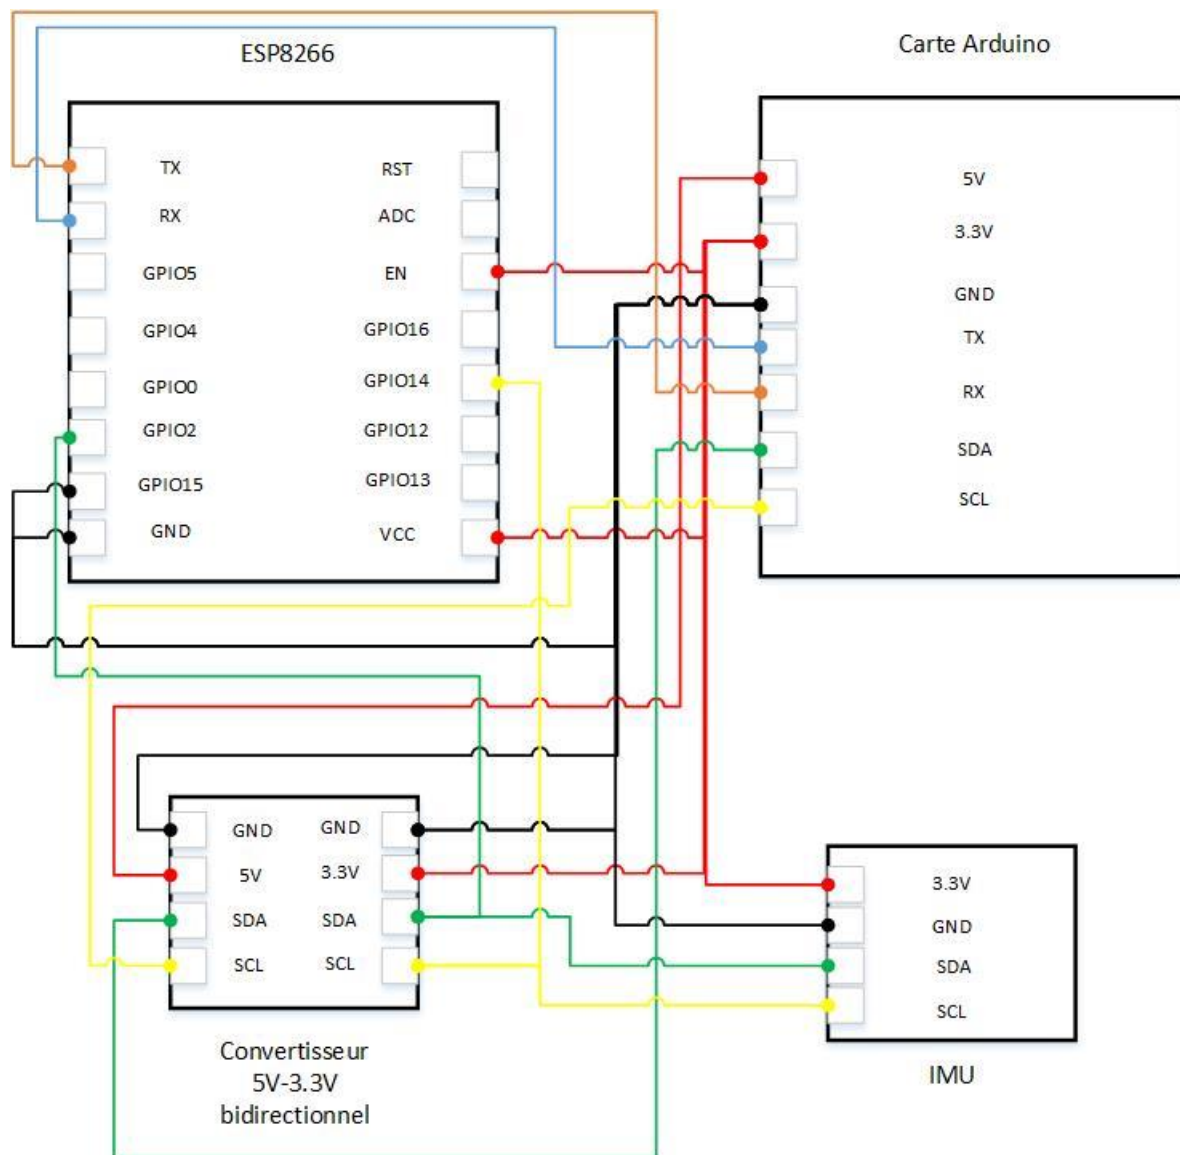 ESP8266
Carte Arduino
TX
RX
GPIO5
GPIO4
GPIO0
GPIO2
GPIO15
GND
RST
ADC
EN
GPIO16
GPIO14
GPIO12
GPIO13
VCC
5V
3.3V
GND
TX
RX
SDA
SCL
GND
5V
SDA
SCL
GND
3.3V
SDA
SCL
Convertisseur
5V-3.3V
bidirectionnel
3.3V
GND
SDA
SCL
IMU